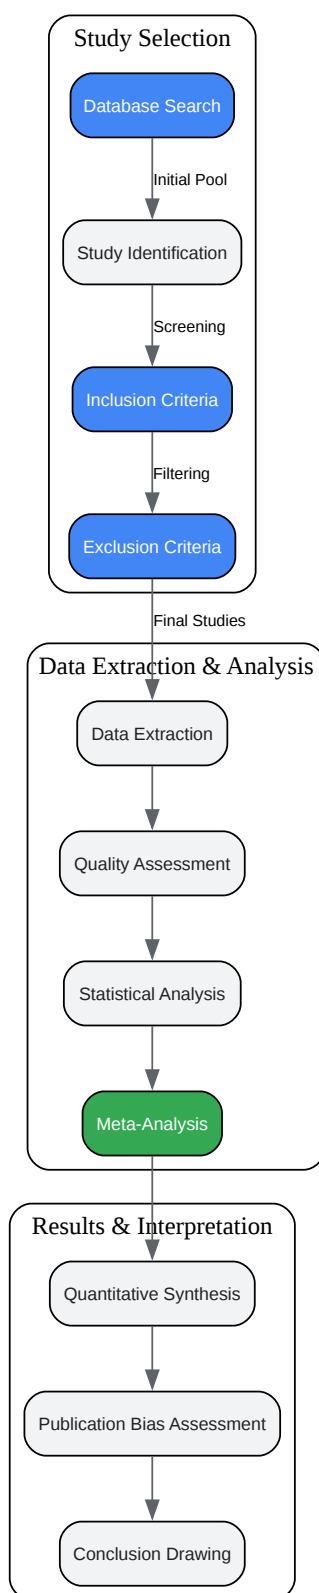 Study Selection
Database Search
Initial Pool
Study Identification
Screening
Inclusion Criteria
Filtering
Exclusion Criteria
Final Studies
Data Extraction & Analysis
Data Extraction
Quality Assessment
Statistical Analysis
Meta-Analysis
Results & Interpretation
Quantitative Synthesis
Publication Bias Assessment
Conclusion Drawing